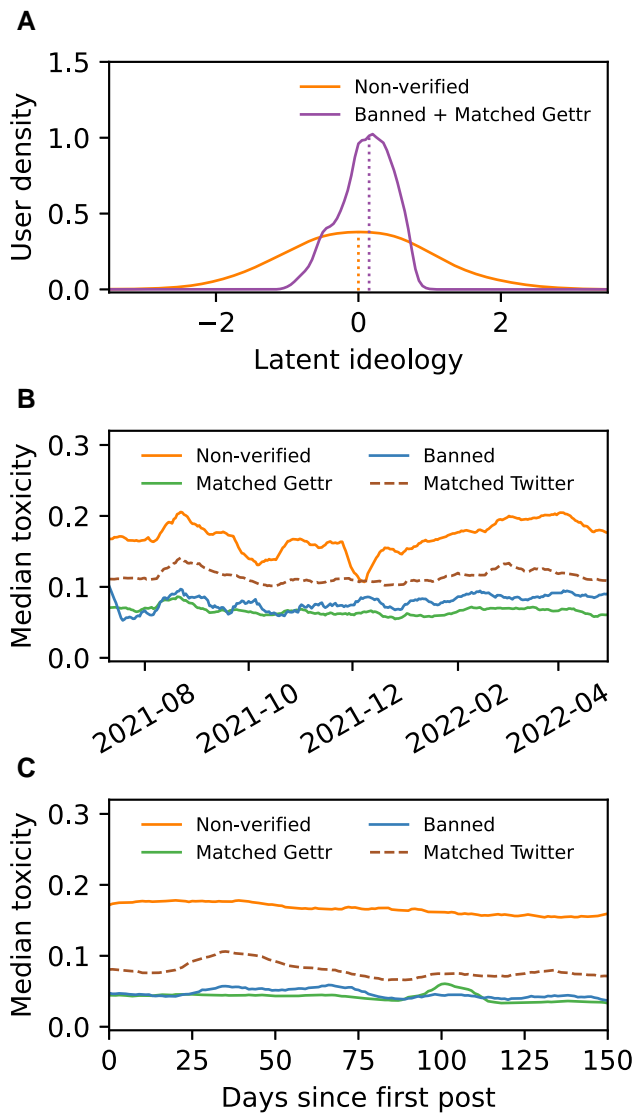 A
1.5
1.0
0.5
0.0
User density
Non-verified
Banned + Matched Gettr
−2
0
2
Latent ideology
B
0.3
0.2
0.1
0.0
Median toxicity
Non-verified
Matched Gettr
Banned
Matched Twitter
2021-08
2021-10
2021-12
2022-02
2022-04
C
0.3
0.2
0.1
0.0
Median toxicity
Non-verified
Matched Gettr
Banned
Matched Twitter
0
25
50
75
100
125
150
Days since first post